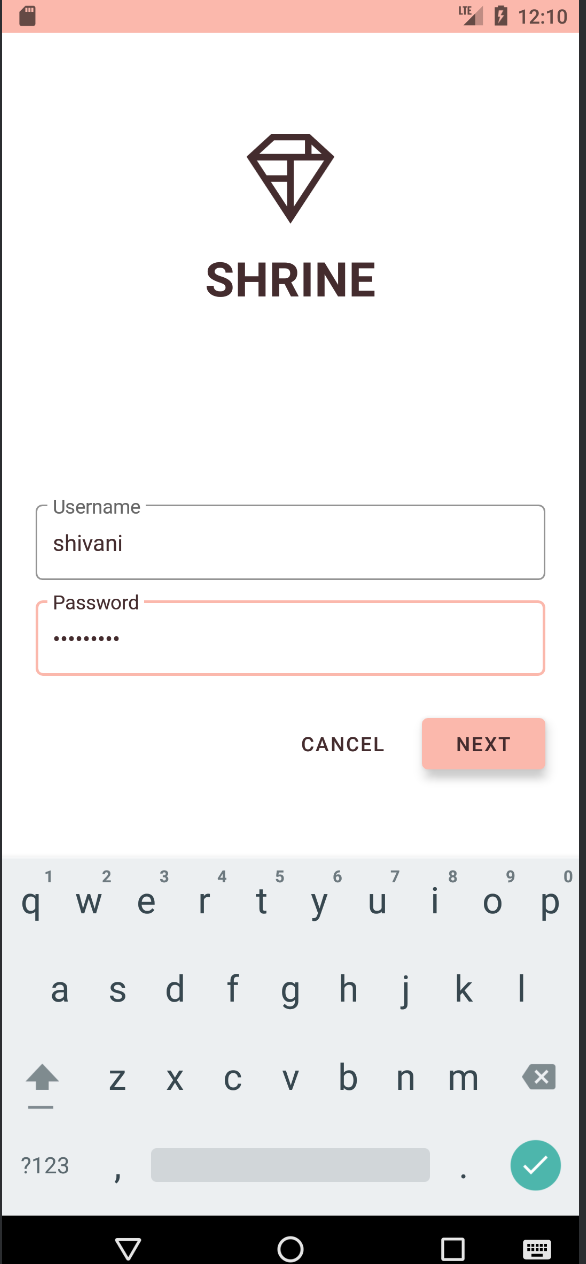 LTE 12:10
SHRINE
Username
shivani
Password
•••••••••
CANCEL NEXT
1 2 3 4 5 6 7 8 9 0
q w e r t y u i o p
a s d f g h j k l
z x c v b n m
?123 , .